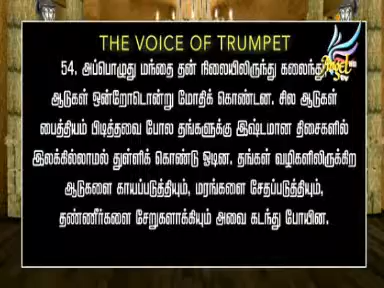 THE VOICE OF TRUMPET
54. அப்பொழுது மந்தை தன் நிலையிலிருந்து கலைந்து
ஆடுகள் ஒன்றோடொன்று மோதிக் கொண்டன. சில ஆடுகள்
பைத்தியம் பிடித்தவை போல தங்களுக்கு இஷ்டமான திசைகளில்
இலக்கில்லாமல் துள்ளிக் கொண்டு ஓடின. தங்கள் வழிகளிலிருக்கிற
ஆடுகளை காயப்படுத்தியும், மரங்களை சேதப்படுத்தியும்,
தண்ணீர்களை சேறுகளாக்கியும் அவை கடந்து போயின.